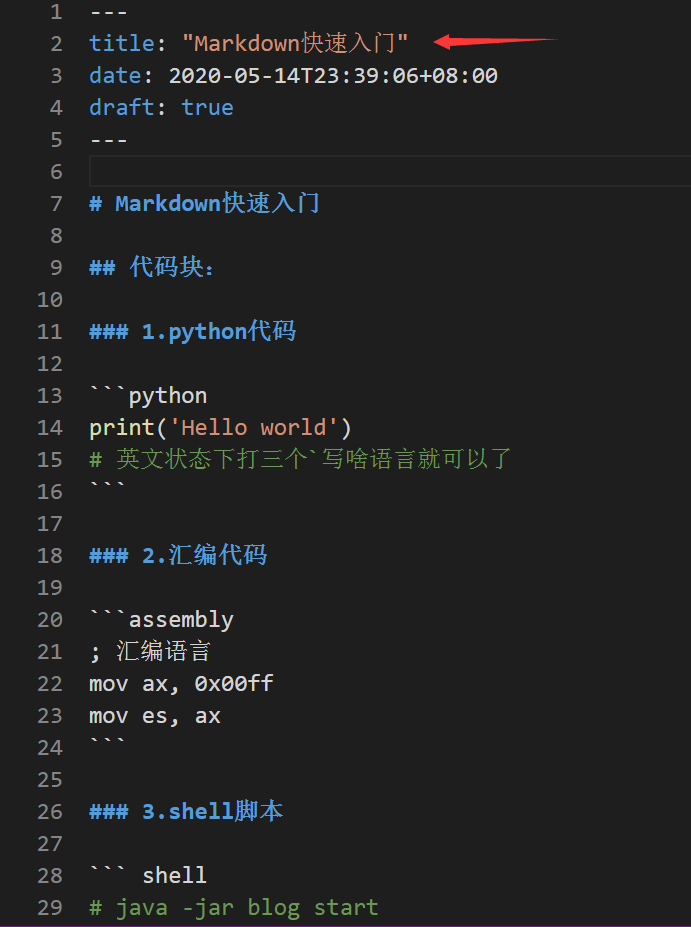 1 ---
2 title: "Markdown快速入门"
3 date: 2020-05-14T23:39:06+08:00
4 draft: true
5 ---
6
7 # Markdown快速入门
8
9 ## 代码块：
10
11 ### 1.python代码
12
13 ```python
14 print('Hello world')
15 # 英文状态下打三个`写啥语言就可以了
16 ```
17
18 ### 2.汇编代码
19
20 ```assembly
21 ; 汇编语言
22 mov ax, 0x00ff
23 mov es, ax
24 ```
25
26 ### 3.shell脚本
27
28 ``` shell
29 # java -jar blog start